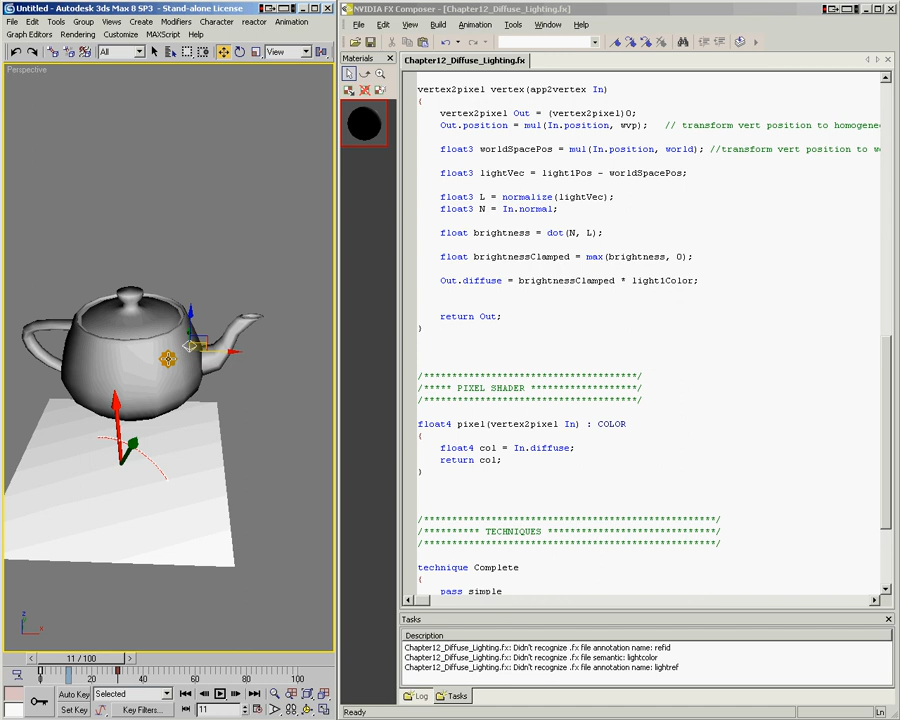 Untitled - Autodesk 3ds Max 8 SP3 - Stand-alone License
File Edit Tools Group Views Create Modifiers Character reactor Animation
Graph Editors Rendering Customize MAXScript Help
All
View
Perspective
z
x
11 / 100
0 10 20 30 40 50 60 70 80 90 100
Auto Key Selected
Set Key Key Filters... 11
NVIDIA FX Composer - [Chapter12_Diffuse_Lighting.fx]
File Edit View Build Animation Tools Window Help
Materials
Chapter12_Diffuse_Lighting.fx
vertex2pixel vertex(app2vertex In)
{
vertex2pixel Out = (vertex2pixel)0;
Out.position = mul(In.position, wvp); // transform vert position to homogene
float3 worldSpacePos = mul(In.position, world); //transform vert position to w
float3 lightVec = light1Pos - worldSpacePos;
float3 L = normalize(lightVec);
float3 N = In.normal;
float brightness = dot(N, L);
float brightnessClamped = max(brightness, 0);
Out.diffuse = brightnessClamped * light1Color;
return Out;
}
/*************************************/
/***** PIXEL SHADER ******************/
/*************************************/
float4 pixel(vertex2pixel In) : COLOR
{
float4 col = In.diffuse;
return col;
}
/***************************************************/
/********** TECHNIQUES *****************************/
/***************************************************/
technique Complete
{
pass simple
Tasks
Description
Chapter12_Diffuse_Lighting.fx: Didn't recognize .fx file annotation name: refid
Chapter12_Diffuse_Lighting.fx: Didn't recognize .fx file semantic: lightcolor
Chapter12_Diffuse_Lighting.fx: Didn't recognize .fx file annotation name: lightref
Log Tasks
Ready Ln